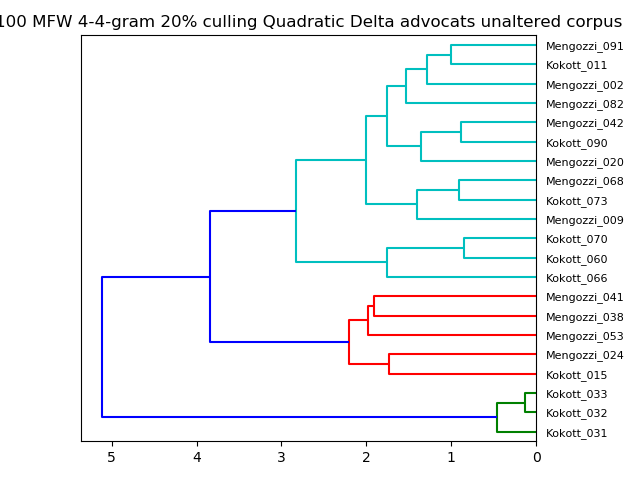 100 MFW 4-4-gram 20% culling Quadratic Delta advocats unaltered corpus
Mengozzi_091
Kokott_011
Mengozzi_002
Mengozzi_082
Mengozzi_042
Kokott_090
Mengozzi_020
Mengozzi_068
Kokott_073
Mengozzi_009
Kokott_070
Kokott_060
Kokott_066
Mengozzi_041
Mengozzi_038
Mengozzi_053
Mengozzi_024
Kokott_015
Kokott_033
Kokott_032
Kokott_031
5 4 3 2 1 0